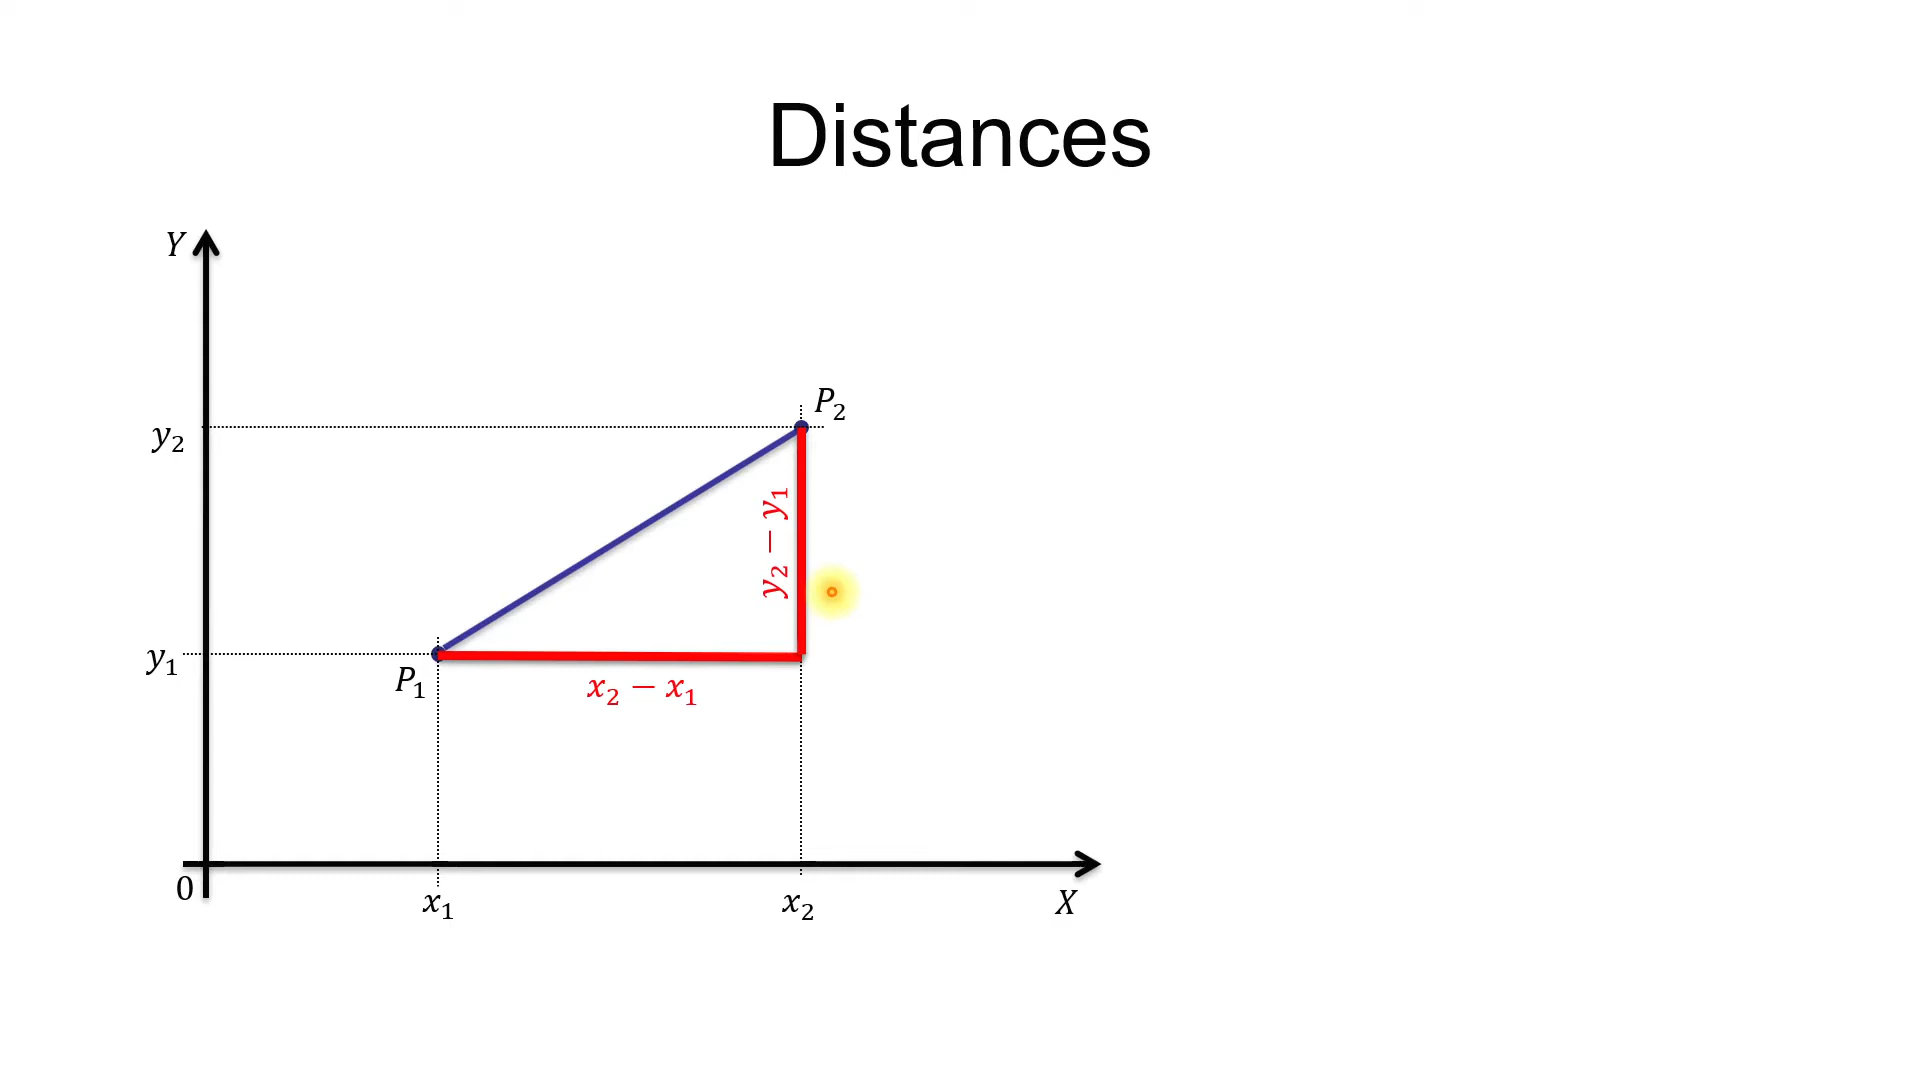 Distances
Y
P₂
y₂
y₂ − y₁
y₁
P₁
x₂ − x₁
0
x₁
x₂
X